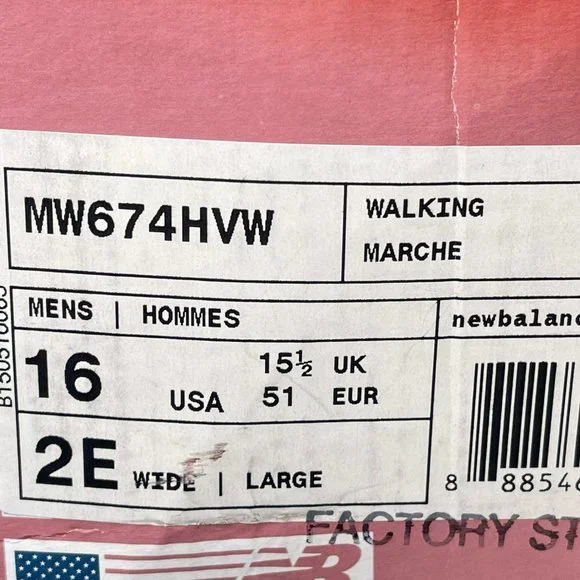 MW674HVW
WALKING
MARCHE
MENS | HOMMES
newbalanc
16 USA
15½ UK
51 EUR
2E WIDE | LARGE
8 88546
FACTORY ST